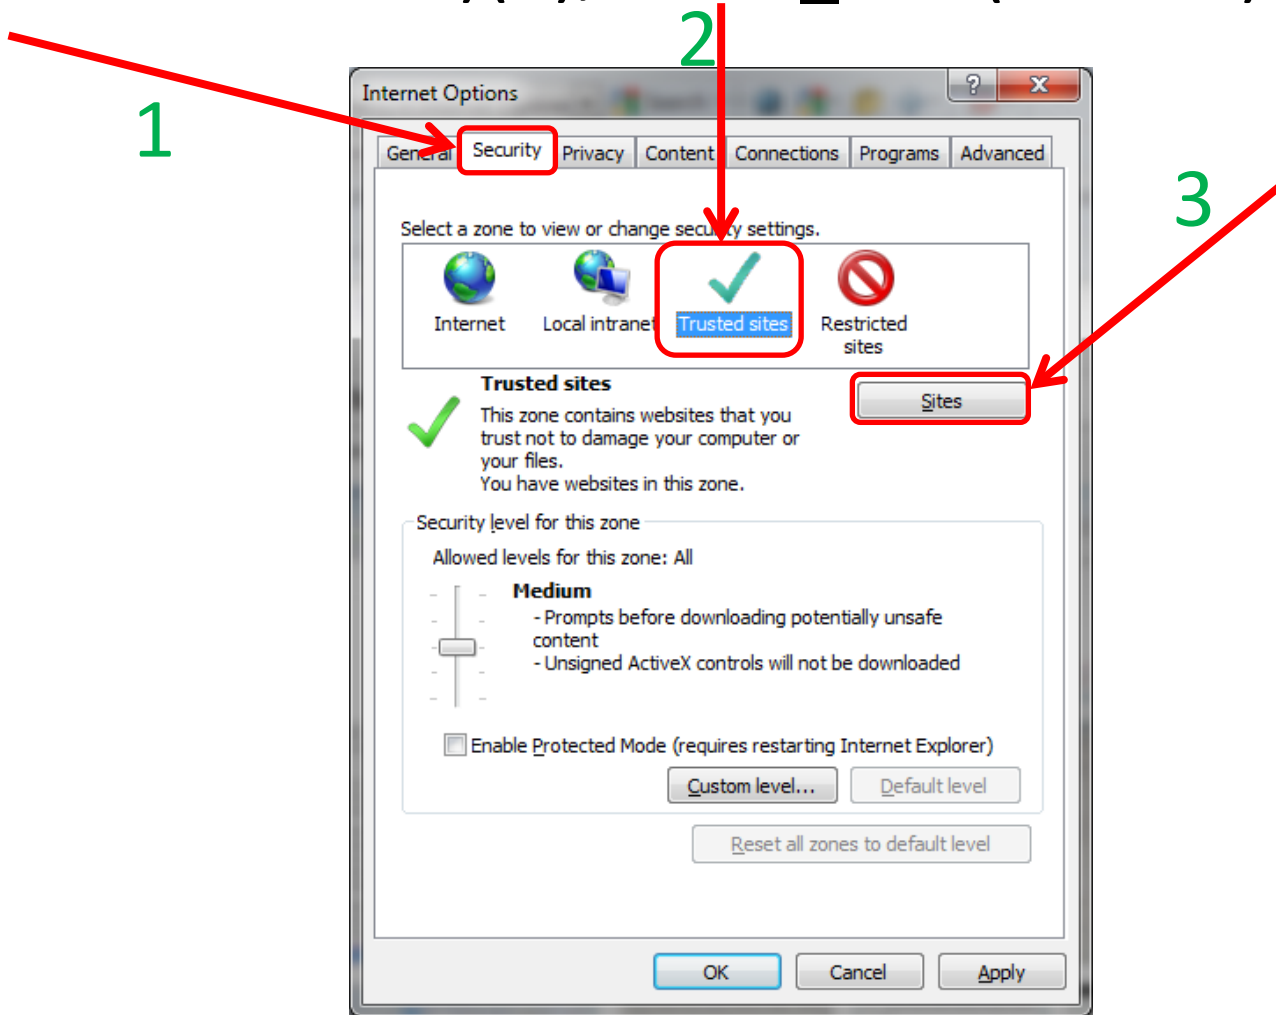 2
1
3
Internet Options
General Security Privacy Content Connections Programs Advanced
Select a zone to view or change security settings.
Internet Local intranet Trusted sites Restricted
sites
Trusted sites
Sites
This zone contains websites that you
trust not to damage your computer or
your files.
You have websites in this zone.
Security level for this zone
Allowed levels for this zone: All
Medium
- Prompts before downloading potentially unsafe
content
- Unsigned ActiveX controls will not be downloaded
Enable Protected Mode (requires restarting Internet Explorer)
Custom level... Default level
Reset all zones to default level
OK Cancel Apply